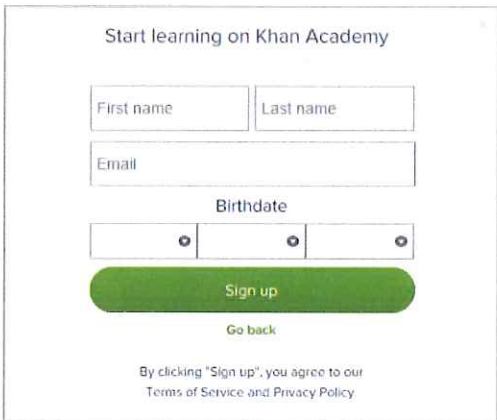 Start learning on Khan Academy
First name Last name
Email
Birthdate
Sign up
Go back
By clicking "Sign up", you agree to our
Terms of Service and Privacy Policy